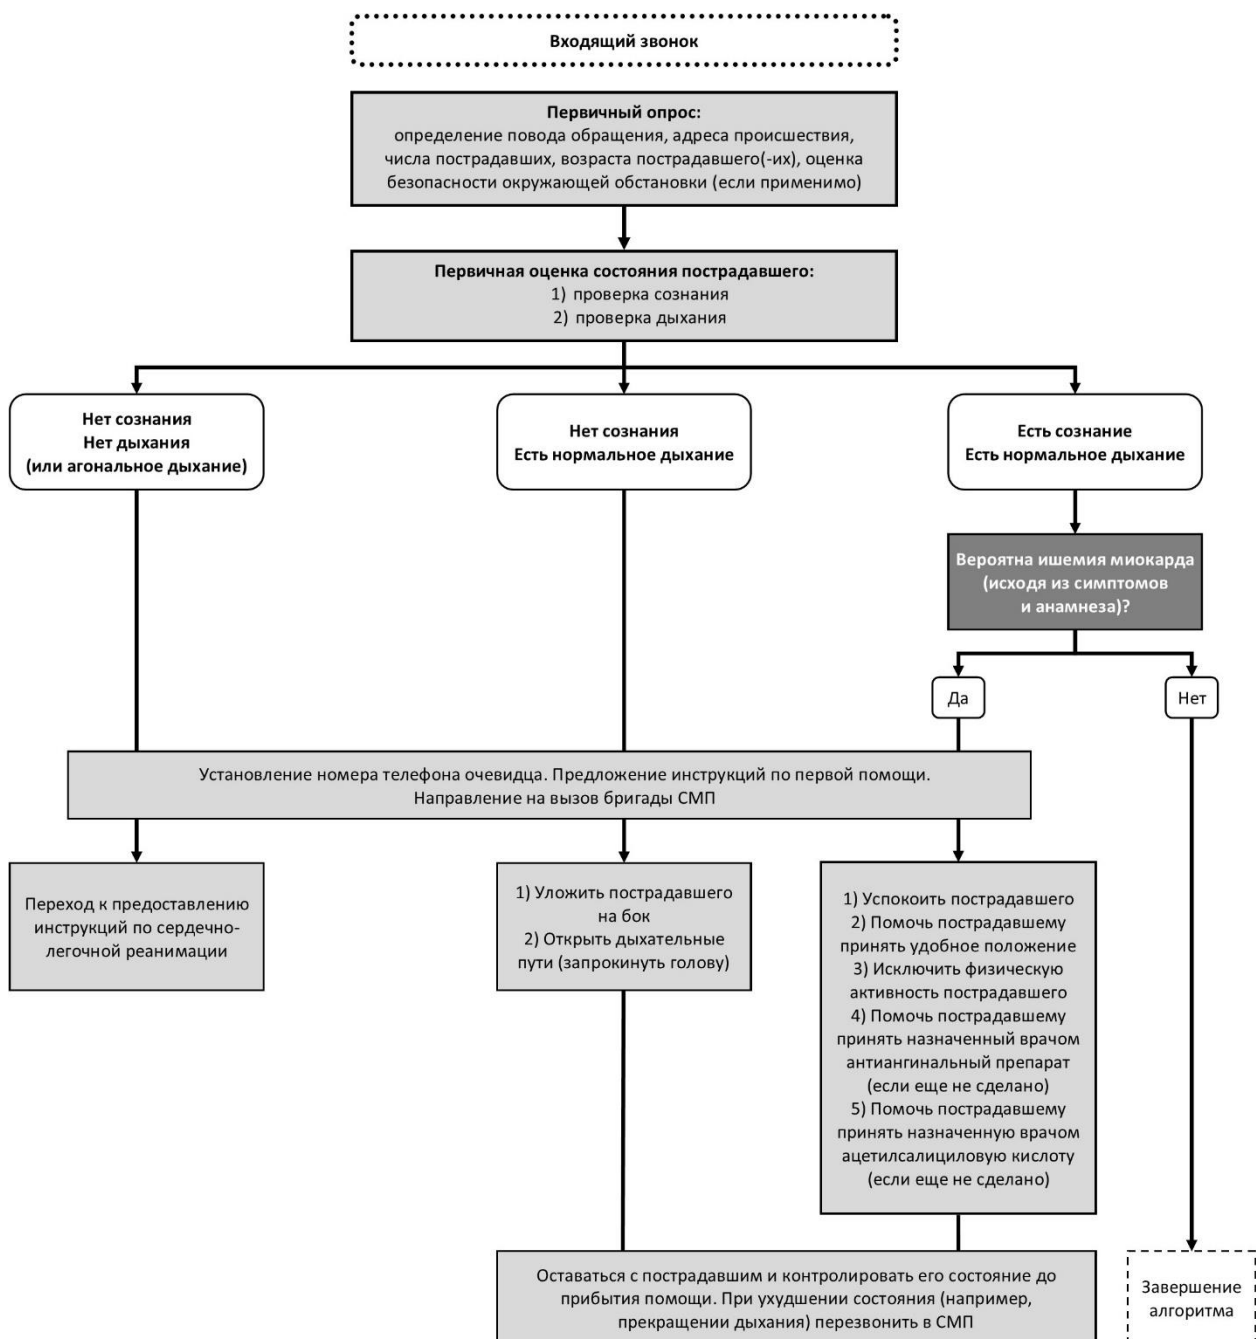 Входящий звонок
Первичный опрос:
определение повода обращения, адреса происшествия,
числа пострадавших, возраста пострадавшего(-их), оценка
безопасности окружающей обстановки (если применимо)
Первичная оценка состояния пострадавшего:
1) проверка сознания
2) проверка дыхания
Нет сознания
Нет дыхания
(или агональное дыхание)
Нет сознания
Есть нормальное дыхание
Есть сознание
Есть нормальное дыхание
Вероятна ишемия миокарда
(исходя из симптомов
и анамнеза)?
Да
Нет
Установление номера телефона очевидца. Предложение инструкций по первой помощи.
Направление на вызов бригады СМП
Переход к предоставлению
инструкций по сердечно-
легочной реанимации
1) Уложить пострадавшего
на бок
2) Открыть дыхательные
пути (запрокинуть голову)
1) Успокоить пострадавшего
2) Помочь пострадавшему
принять удобное положение
3) Исключить физическую
активность пострадавшего
4) Помочь пострадавшему
принять назначенный врачом
антиангинальный препарат
(если еще не сделано)
5) Помочь пострадавшему
принять назначенную врачом
ацетилсалициловую кислоту
(если еще не сделано)
Оставаться с пострадавшим и контролировать его состояние до
прибытия помощи. При ухудшении состояния (например,
прекращении дыхания) перезвонить в СМП
Завершение
алгоритма